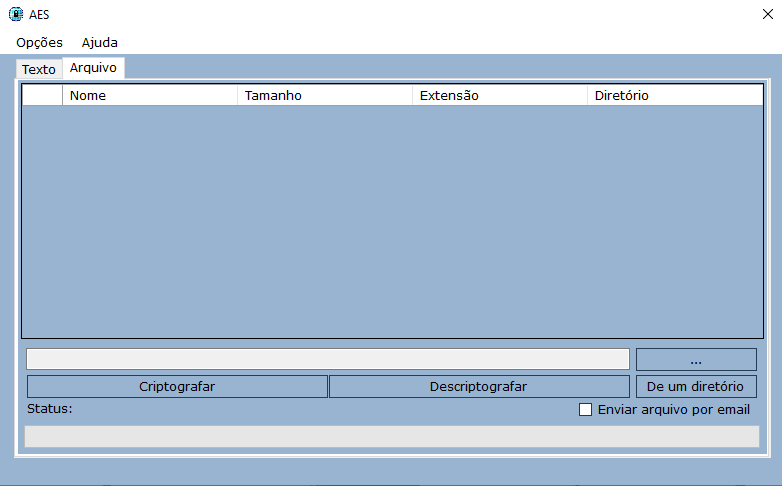 AES
Opções Ajuda
Texto Arquivo
Nome Tamanho Extensão Diretório
...
Criptografar Descriptografar De um diretório
Status: Enviar arquivo por email